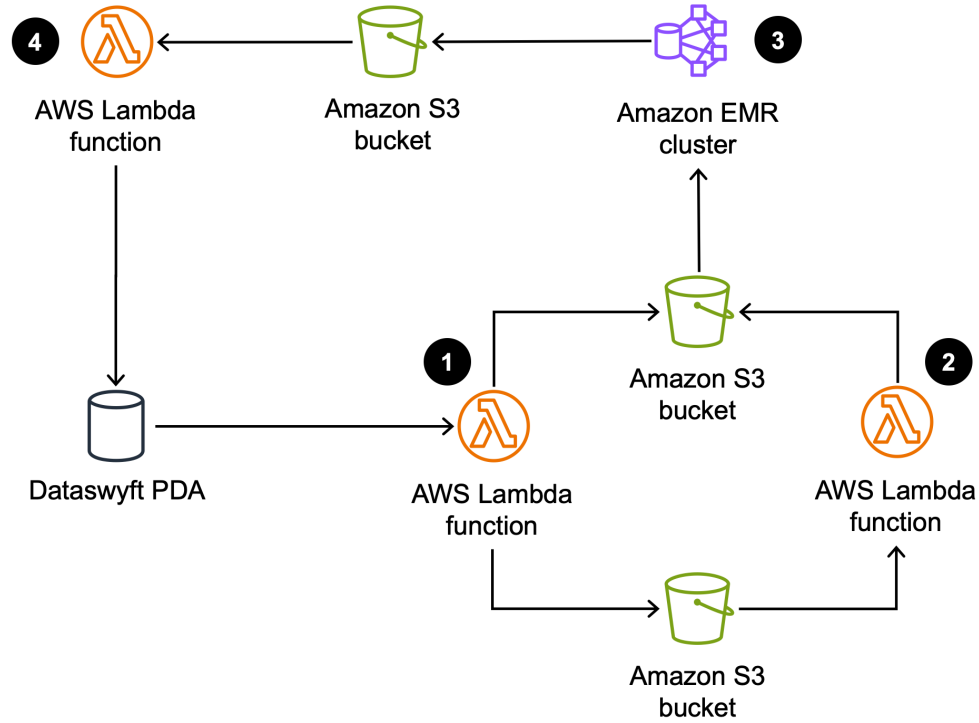 4
AWS Lambda
function
Amazon S3
bucket
3
Amazon EMR
cluster
1
2
Amazon S3
bucket
Dataswyft PDA
AWS Lambda
function
AWS Lambda
function
Amazon S3
bucket